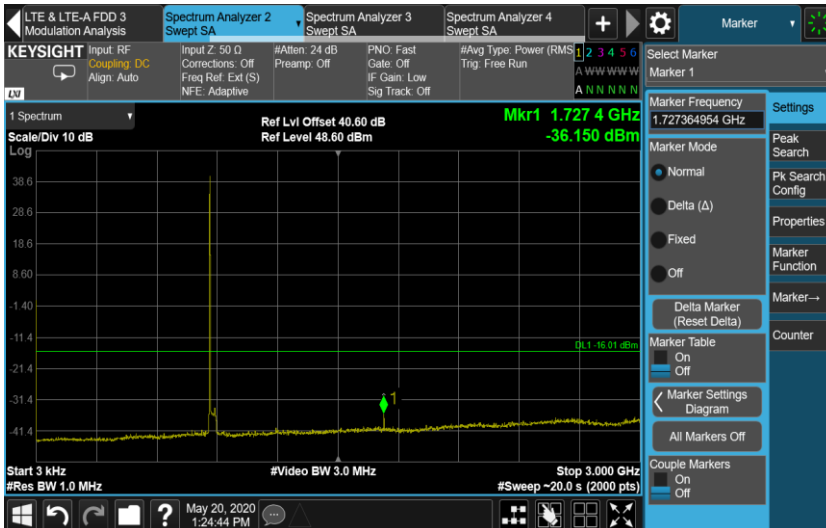 LTE & LTE-A FDD 3
Modulation Analysis
Spectrum Analyzer 2
Swept SA
Spectrum Analyzer 3
Swept SA
Spectrum Analyzer 4
Swept SA
+
Marker
KEYSIGHT
LXI
Input: RF
Coupling: DC
Align: Auto
Input Z: 50 Ω
Corrections: Off
Freq Ref: Ext (S)
NFE: Adaptive
#Atten: 24 dB
Preamp: Off
PNO: Fast
Gate: Off
IF Gain: Low
Sig Track: Off
#Avg Type: Power (RMS
Trig: Free Run
1 2 3 4 5 6
A W W W W W
A N N N N N
Select Marker
Marker 1
1 Spectrum
Scale/Div 10 dB
Log
Ref Lvl Offset 40.60 dB
Ref Level 48.60 dBm
Mkr1 1.727 4 GHz
-36.150 dBm
38.6
28.6
18.6
8.60
-1.40
-11.4
-21.4
-31.4
-41.4
DL1 -16.01 dBm
1
Start 3 kHz
#Res BW 1.0 MHz
#Video BW 3.0 MHz
Stop 3.000 GHz
#Sweep ~20.0 s (2000 pts)
Marker Frequency
1.727364954 GHz
Marker Mode
Normal
Delta (Δ)
Fixed
Off
Delta Marker
(Reset Delta)
Marker Table
On
Off
Marker Settings
Diagram
All Markers Off
Couple Markers
On
Off
Settings
Peak
Search
Pk Search
Config
Properties
Marker
Function
Marker→
Counter
?
May 20, 2020
1:24:44 PM